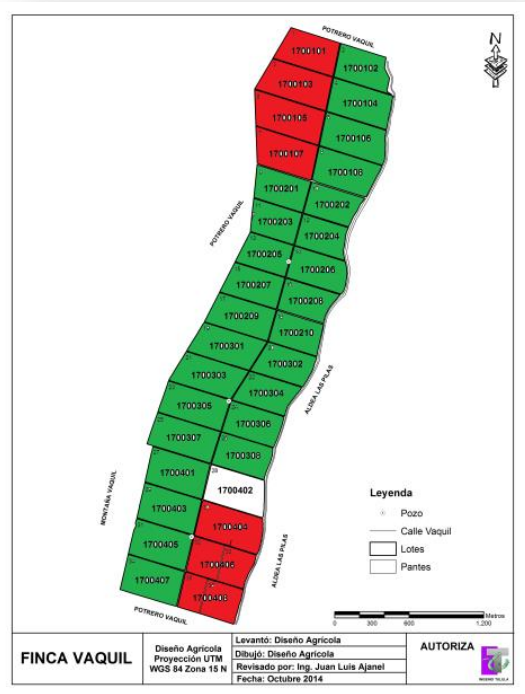 POTRERO VAQUIL
N
1700101
1700102
1700103
1700104
1700105
1700106
1700107
1700108
1700201
1700202
1700203
1700204
POTRERO VAQUIL
1700205
1700206
1700207
1700208
1700209
1700210
1700301
1700302
1700303
1700304
ALDEA LAS PILAS
1700305
1700306
1700307
1700308
1700401
1700402
MONTAÑA VAQUIL
1700403
1700404
1700405
1700406
ALDEA LAS PILAS
1700407
1700408
POTRERO VAQUIL
Leyenda
Pozo
Calle Vaquil
Lotes
Pantes
Metros
0 300 600 1,200
FINCA VAQUIL
Diseño Agrícola
Proyección UTM
WGS 84 Zona 15 N
Levantó: Diseño Agrícola
Dibujó: Diseño Agrícola
Revisado por: Ing. Juan Luis Ajanel
Fecha: Octubre 2014
AUTORIZA